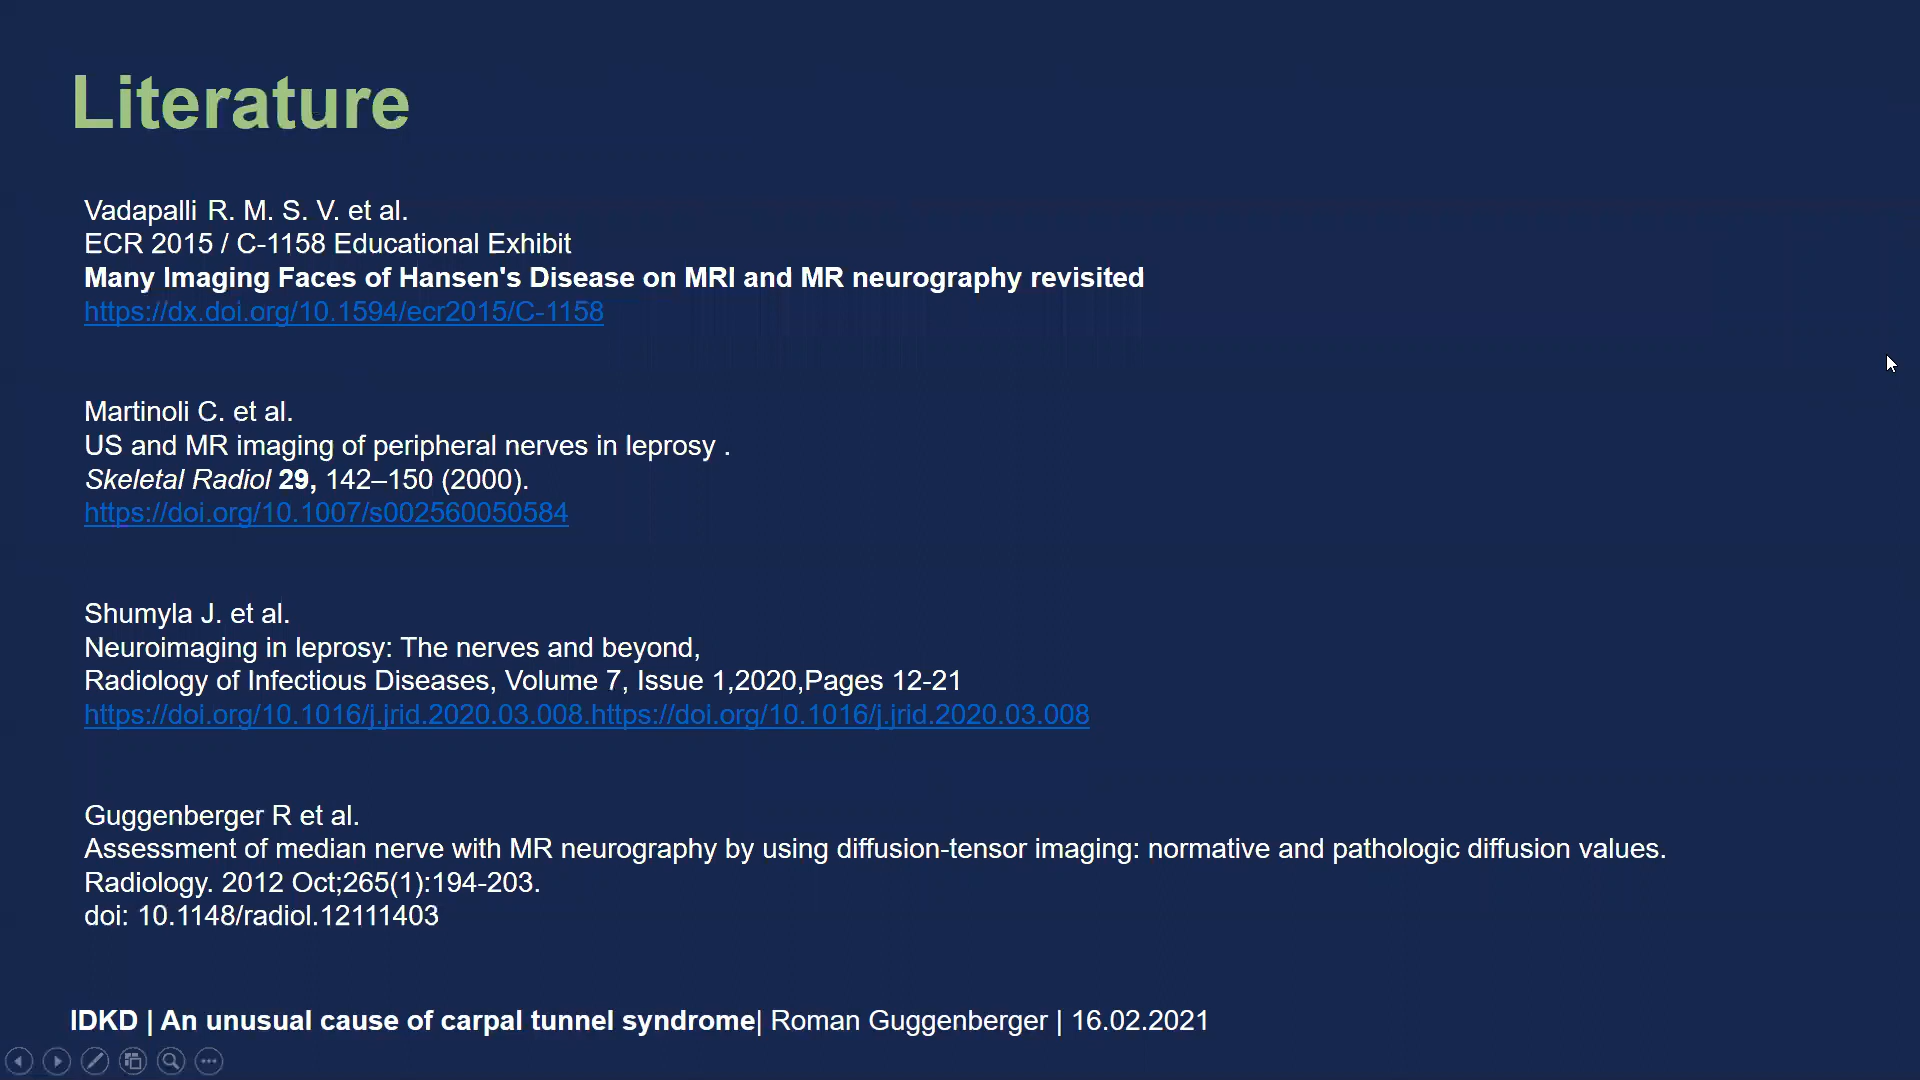 Literature
Vadapalli R. M. S. V. et al.
ECR 2015 / C-1158 Educational Exhibit
Many Imaging Faces of Hansen's Disease on MRI and MR neurography revisited
https://dx.doi.org/10.1594/ecr2015/C-1158
Martinoli C. et al.
US and MR imaging of peripheral nerves in leprosy .
Skeletal Radiol 29, 142–150 (2000).
https://doi.org/10.1007/s002560050584
Shumyla J. et al.
Neuroimaging in leprosy: The nerves and beyond,
Radiology of Infectious Diseases, Volume 7, Issue 1,2020,Pages 12-21
https://doi.org/10.1016/j.jrid.2020.03.008.https://doi.org/10.1016/j.jrid.2020.03.008
Guggenberger R et al.
Assessment of median nerve with MR neurography by using diffusion-tensor imaging: normative and pathologic diffusion values.
Radiology. 2012 Oct;265(1):194-203.
doi: 10.1148/radiol.12111403
IDKD | An unusual cause of carpal tunnel syndrome| Roman Guggenberger | 16.02.2021